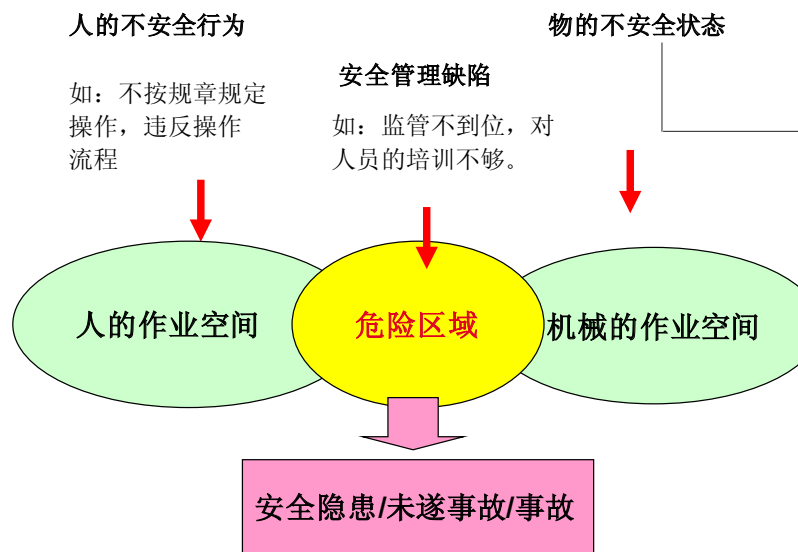 人的不安全行为
如：不按规章规定
操作，违反操作
流程
安全管理缺陷
如：监管不到位，对
人员的培训不够。
物的不安全状态
人的作业空间
危险区域
机械的作业空间
安全隐患/未遂事故/事故